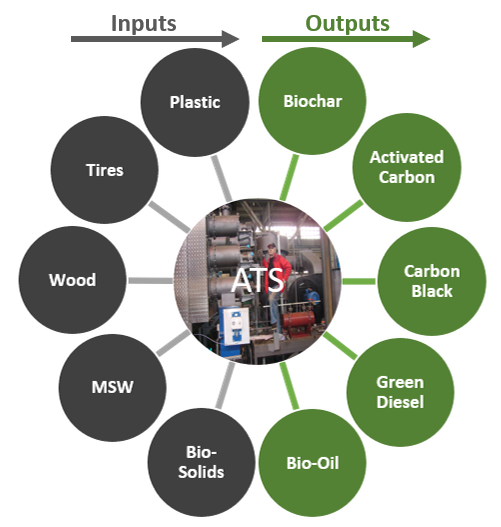 Inputs
Outputs
Plastic
Biochar
Tires
Activated
Carbon
Wood
ATS
Carbon
Black
MSW
Green
Diesel
Bio-
Solids
Bio-Oil